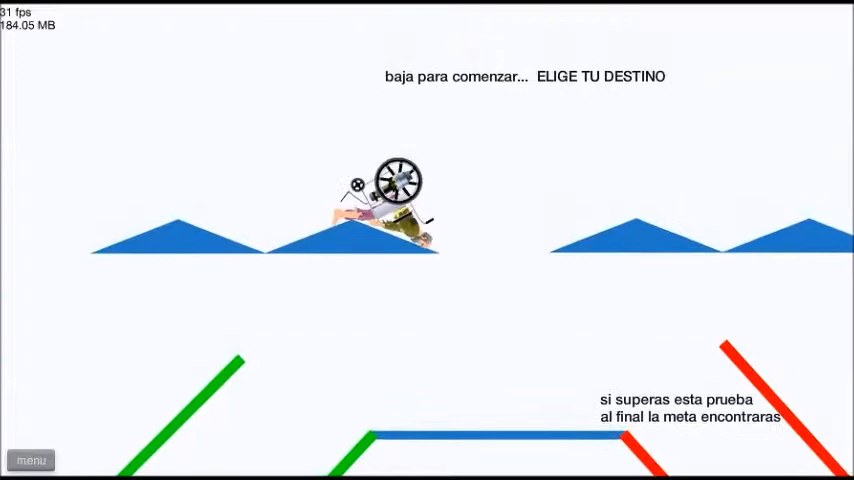 31 fps
184.05 MB
baja para comenzar... ELIGE TU DESTINO
si superas esta prueba
al final la meta encontraras
menu